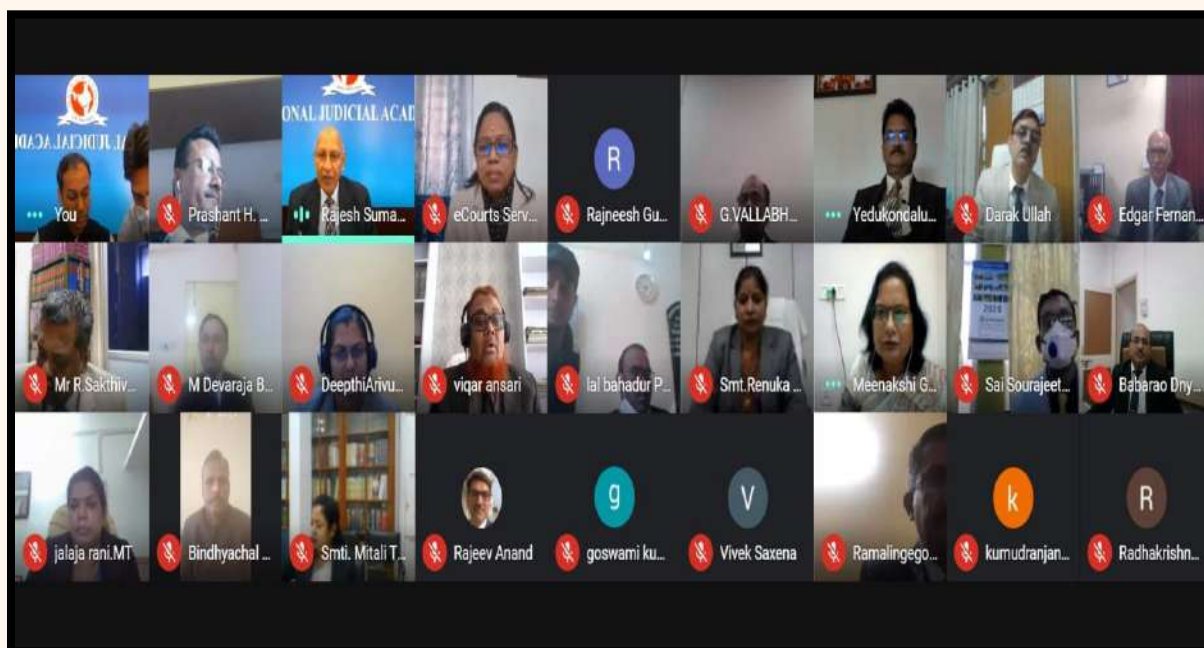 ONAL JUDICIAL ACAD
R
You
Prashant H. ...
Rajesh Suma...
eCourts Serv...
Rajneesh Gu...
G.VALLABH...
Yedukondalu...
Darak Ullah
Edgar Fernan...
Mr R.Sakthiv...
M Devaraja B...
DeepthiArivu...
viqar ansari
lal bahadur P...
Smt.Renuka ...
Meenakshi G...
Sai Sourajeet...
Babarao Dny...
g
V
k
R
jalaja rani.MT
Bindhyachal ...
Smti. Mitali T...
Rajeev Anand
goswami ku...
Vivek Saxena
Ramalingego...
kumudranjan...
Radhakrishn...